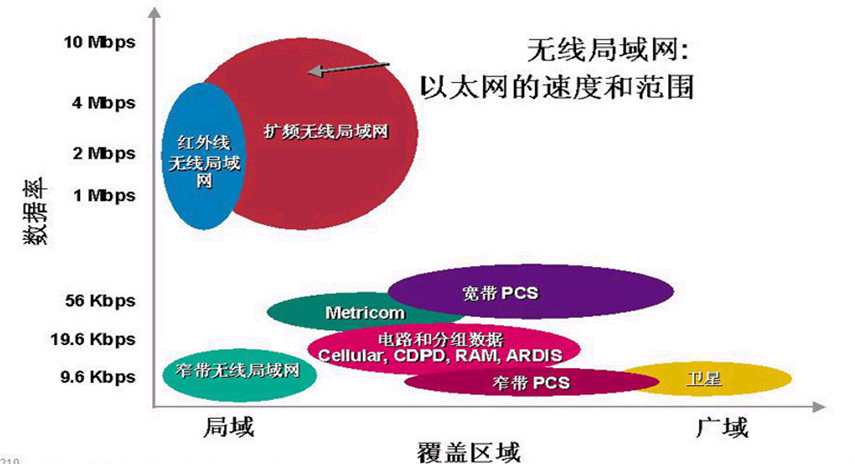 10 Mbps
无线局域网:
以太网的速度和范围
4 Mbps
扩频无线局域网
红外线
无线局域
网
2 Mbps
1 Mbps
数据率
宽带 PCS
56 Kbps
Metricom
19.6 Kbps
电路和分组数据
Cellular, CDPD, RAM, ARDIS
窄带无线局域网
9.6 Kbps
窄带 PCS
卫星
局域
广域
覆盖区域
210